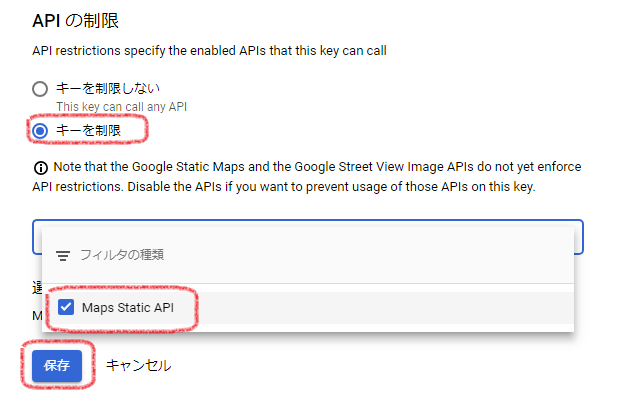 API の制限
API restrictions specify the enabled APIs that this key can call
キーを制限しない
This key can call any API
キーを制限
Note that the Google Static Maps and the Google Street View Image APIs do not yet enforce
API restrictions. Disable the APIs if you want to prevent usage of those APIs on this key.
フィルタの種類
Maps Static API
保存 キャンセル